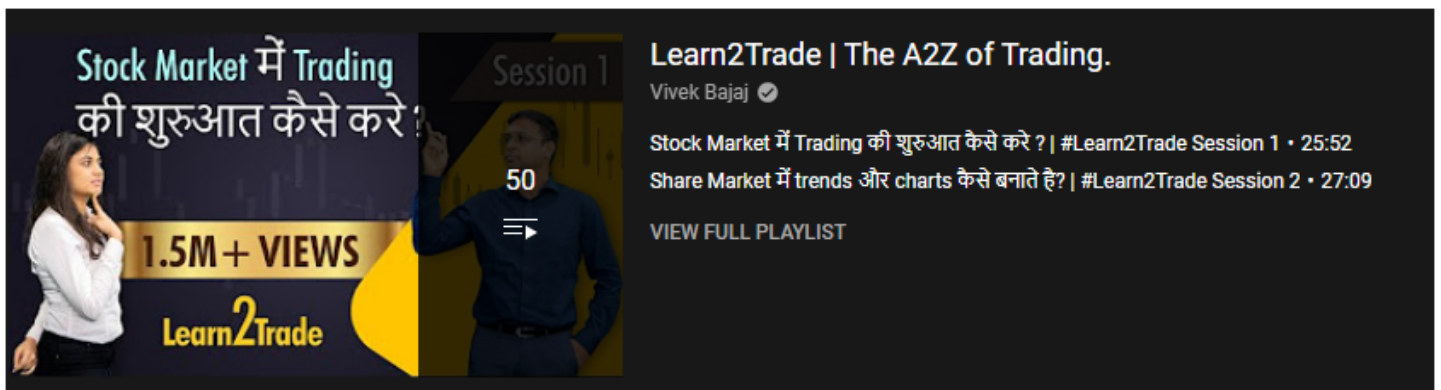 Stock Market में Trading
की शुरुआत कैसे करे ?
Session 1
1.5M+ VIEWS
Learn2Trade
50
Learn2Trade | The A2Z of Trading.
Vivek Bajaj
Stock Market में Trading की शुरुआत कैसे करे ? | #Learn2Trade Session 1 • 25:52
Share Market में trends और charts कैसे बनाते है? | #Learn2Trade Session 2 • 27:09
VIEW FULL PLAYLIST